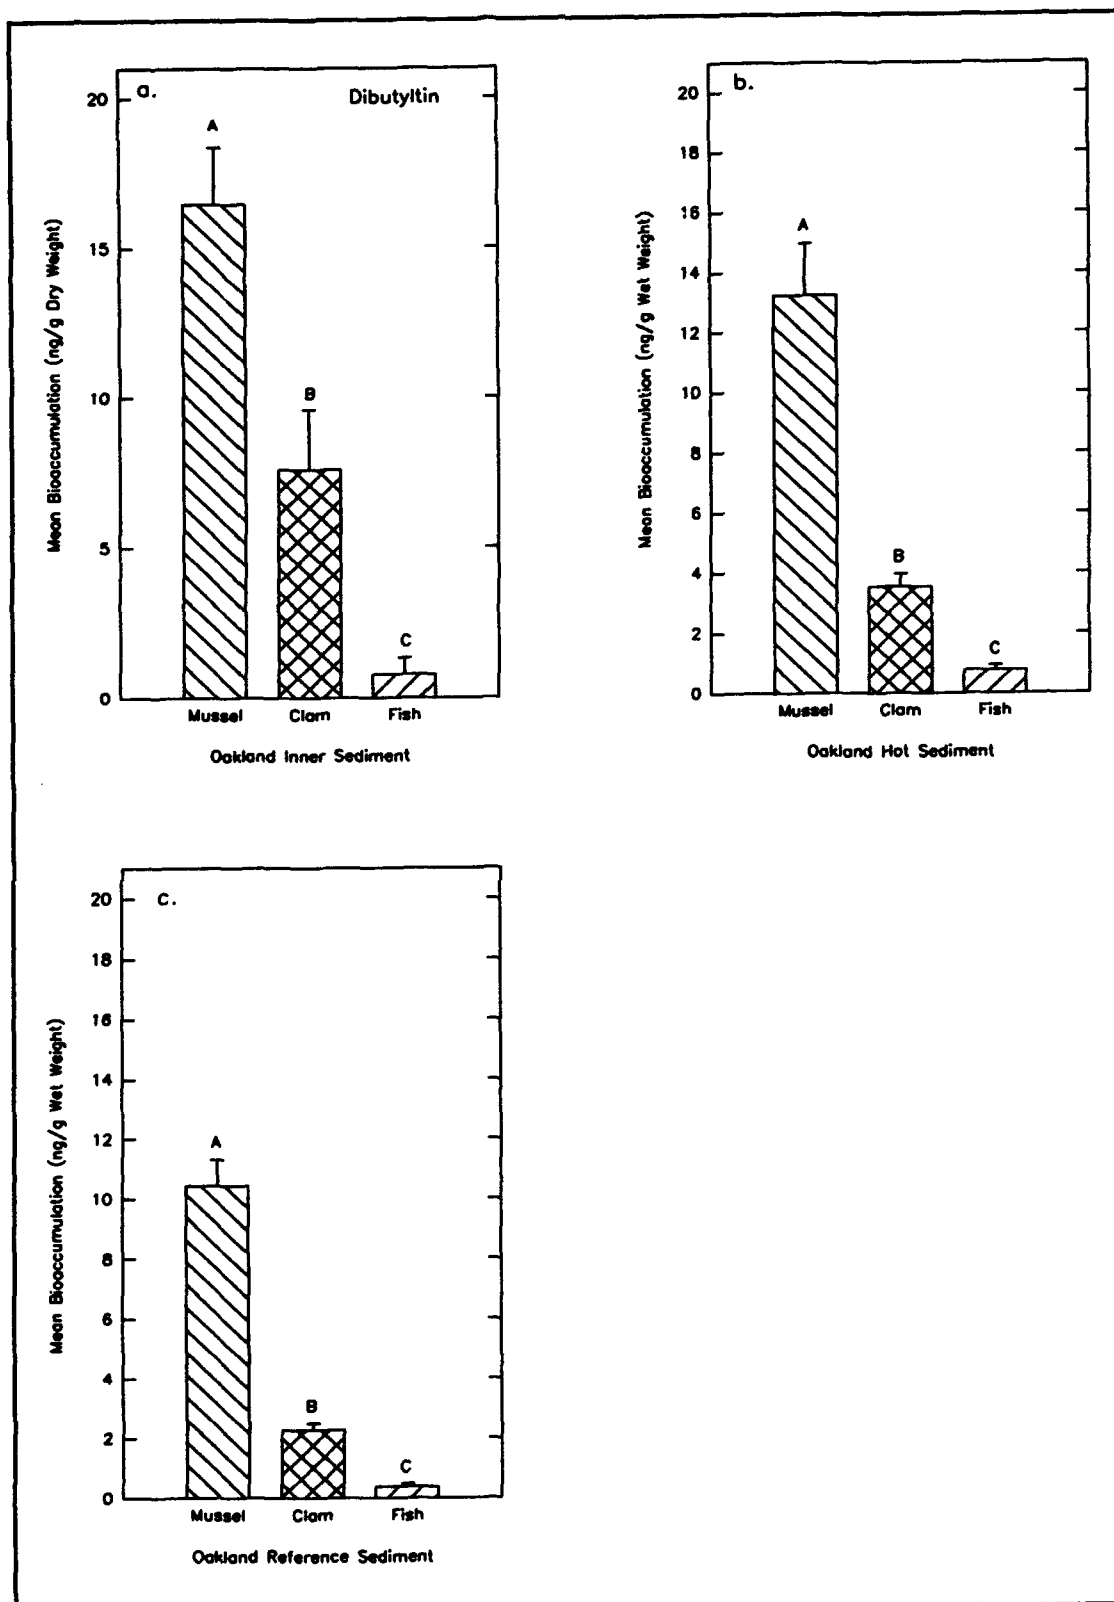 a.
Dibutyltin
20
15
10
5
0
Mean Bioaccumulation (ng/g Dry Weight)
A
B
C
Mussel Clam Fish
Oakland Inner Sediment
b.
20
18
16
14
12
10
8
6
4
2
0
Mean Bioaccumulation (ng/g Wet Weight)
A
B
C
Mussel Clam Fish
Oakland Hot Sediment
c.
20
18
16
14
12
10
8
6
4
2
0
Mean Bioaccumulation (ng/g Wet Weight)
A
B
C
Mussel Clam Fish
Oakland Reference Sediment